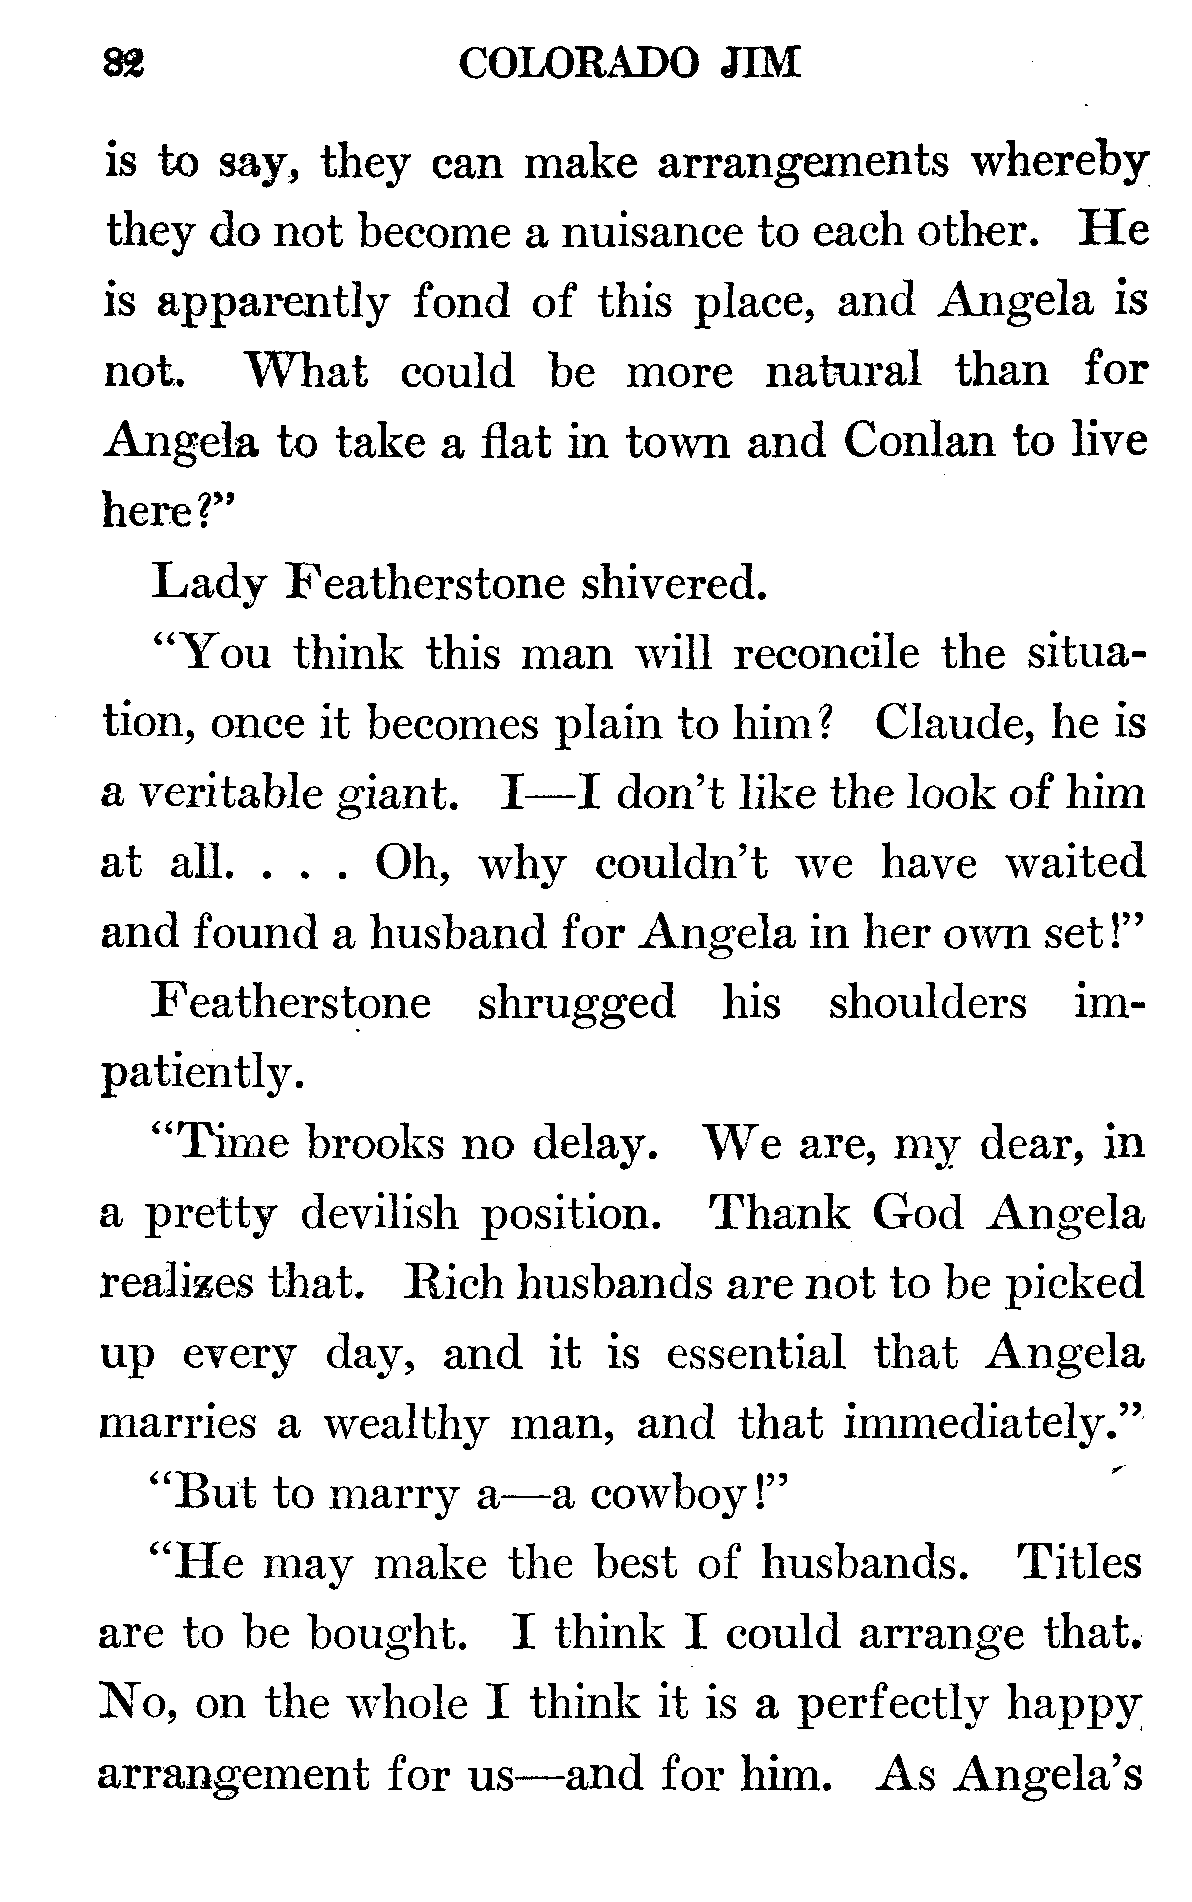 82 COLORADO JIM
is to say, they can make arrangements whereby
they do not become a nuisance to each other. He
is apparently fond of this place, and Angela is
not. What could be more natural than for
Angela to take a flat in town and Conlan to live
here?”
Lady Featherstone shivered.
“You think this man will reconcile the situa-
tion, once it becomes plain to him? Claude, he is
a veritable giant. I—I don’t like the look of him
at all. . . . Oh, why couldn’t we have waited
and found a husband for Angela in her own set!”
Featherstone shrugged his shoulders im-
patiently.
“Time brooks no delay. We are, my dear, in
a pretty devilish position. Thank God Angela
realizes that. Rich husbands are not to be picked
up every day, and it is essential that Angela
marries a wealthy man, and that immediately.”
“But to marry a—a cowboy!”
“He may make the best of husbands. Titles
are to be bought. I think I could arrange that.
No, on the whole I think it is a perfectly happy
arrangement for us—and for him. As Angela’s